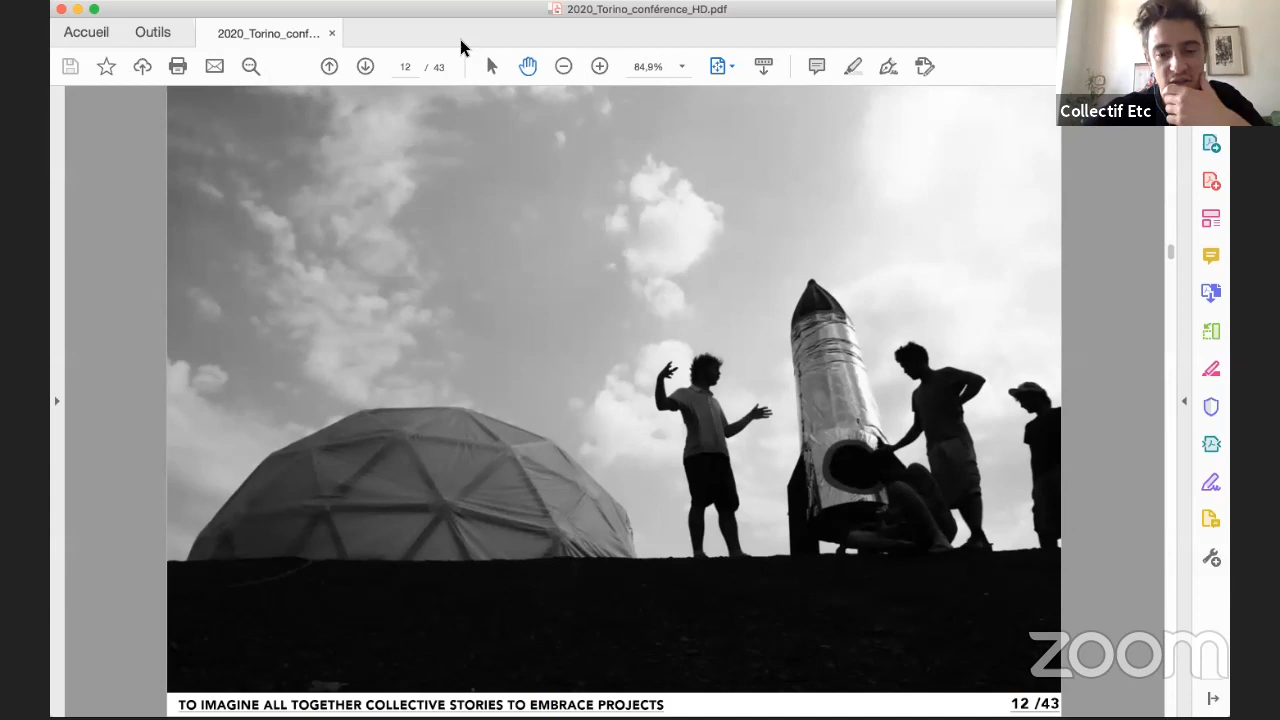 2020_Torino_conférence_HD.pdf
Accueil
Outils
2020_Torino_conf... ×
12 / 43
84,9%
Collectif Etc
zoom
TO IMAGINE ALL TOGETHER COLLECTIVE STORIES TO EMBRACE PROJECTS
12 /43